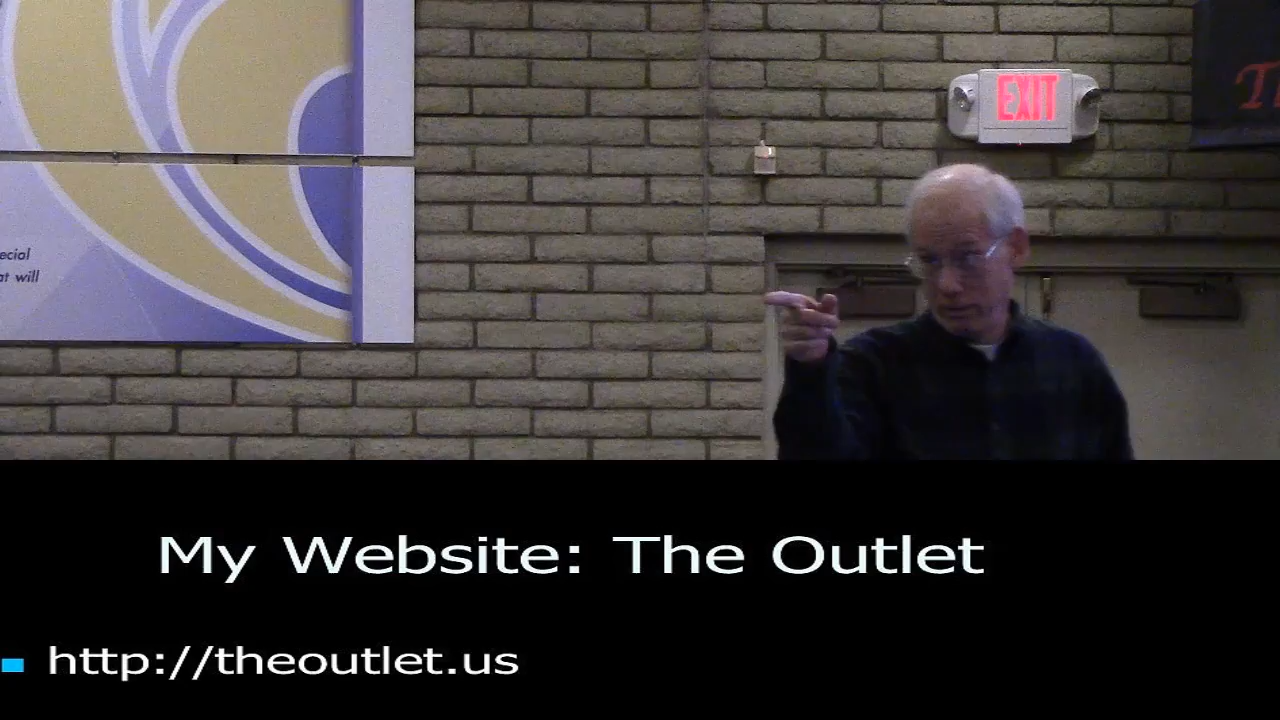 EXIT
ecial
at will
My Website: The Outlet
http://theoutlet.us